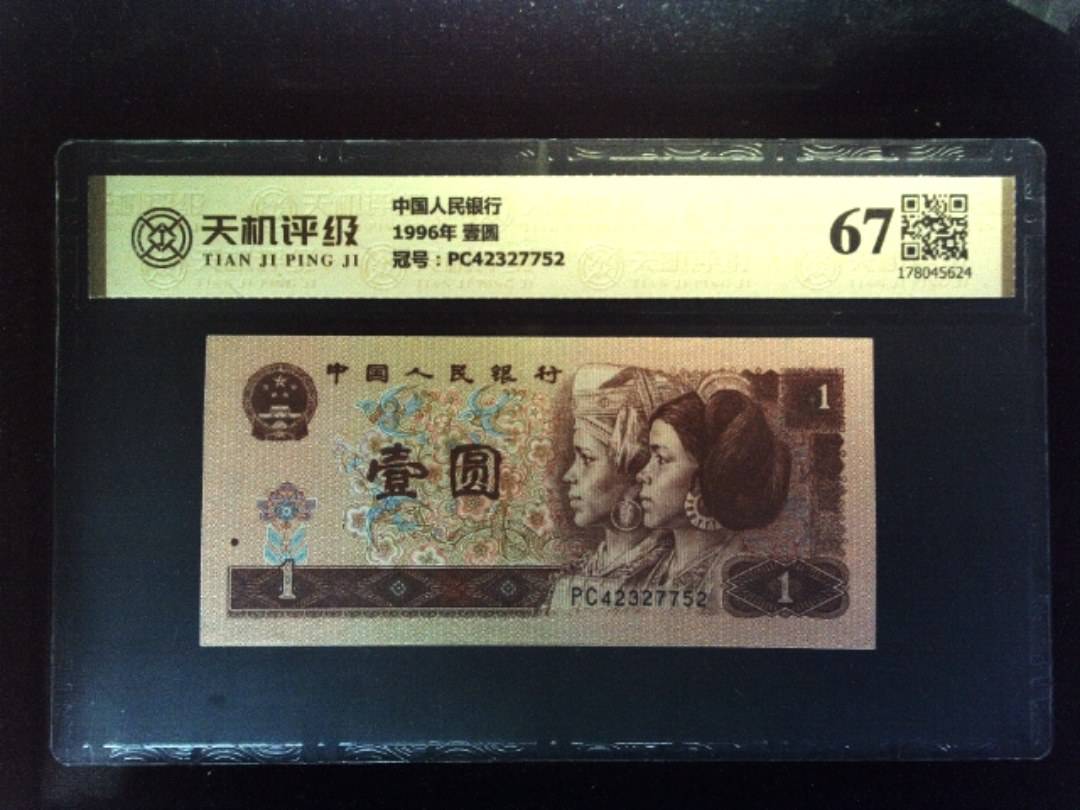 天机评级
TIAN JI PING JI
中国人民银行
1996年 壹圆
冠号：PC42327752
67
178045624
中国人民银行
1
壹圆
1
PC42327752
1